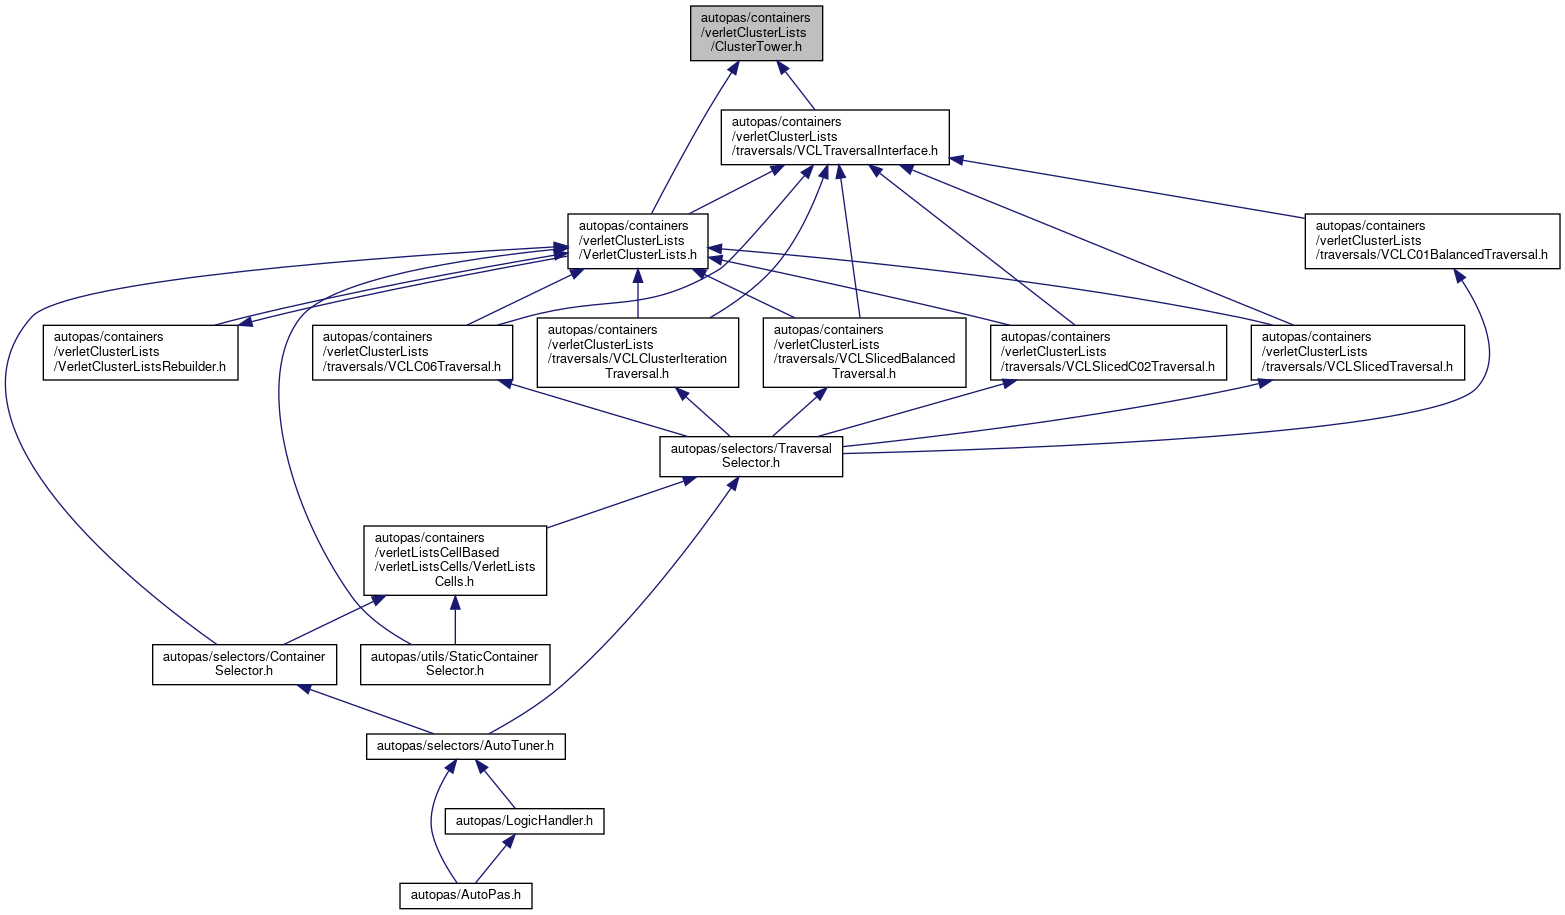 autopas/containers
/verletClusterLists
/ClusterTower.h
autopas/containers
/verletClusterLists
/traversals/VCLTraversalInterface.h
autopas/containers
/verletClusterLists
/VerletClusterLists.h
autopas/containers
/verletClusterLists
/traversals/VCLC01BalancedTraversal.h
autopas/containers
/verletClusterLists
/VerletClusterListsRebuilder.h
autopas/containers
/verletClusterLists
/traversals/VCLC06Traversal.h
autopas/containers
/verletClusterLists
/traversals/VCLClusterIteration
Traversal.h
autopas/containers
/verletClusterLists
/traversals/VCLSlicedBalanced
Traversal.h
autopas/containers
/verletClusterLists
/traversals/VCLSlicedC02Traversal.h
autopas/containers
/verletClusterLists
/traversals/VCLSlicedTraversal.h
autopas/selectors/Traversal
Selector.h
autopas/containers
/verletListsCellBased
/verletListsCells/VerletLists
Cells.h
autopas/selectors/Container
Selector.h
autopas/utils/StaticContainer
Selector.h
autopas/selectors/AutoTuner.h
autopas/LogicHandler.h
autopas/AutoPas.h